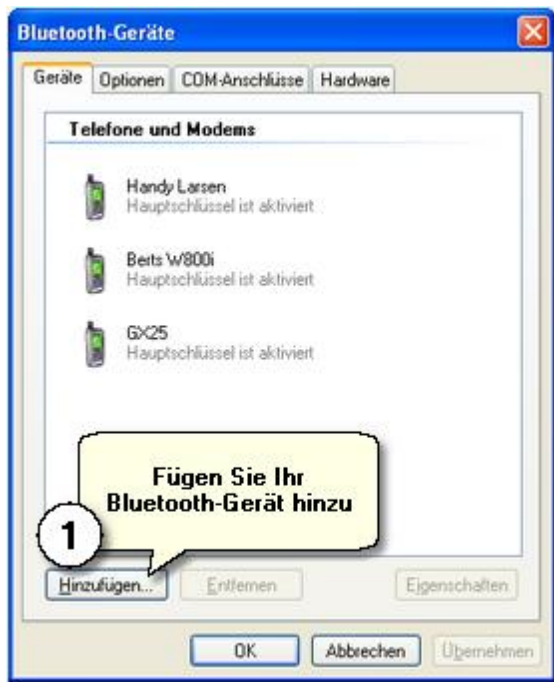 Bluetooth-Geräte
Geräte Optionen COM-Anschlüsse Hardware
Telefone und Modems
Handy Larsen
Hauptschlüssel ist aktiviert
Berts W800i
Hauptschlüssel ist aktiviert
GX25
Hauptschlüssel ist aktiviert
Fügen Sie Ihr
Bluetooth-Gerät hinzu
1
Hinzufügen... Entfernen Eigenschaften
OK Abbrechen Übernehmen